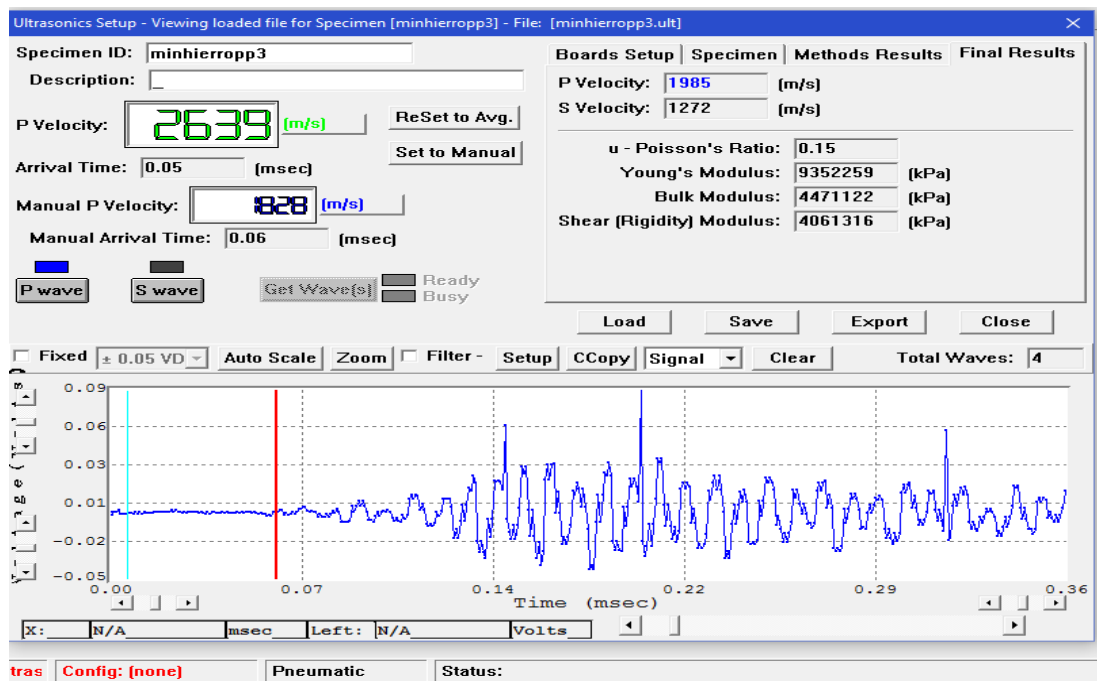 Ultrasonics Setup - Viewing loaded file for Specimen [minhierropp3] - File: [minhierropp3.ult]
Specimen ID: minhierropp3
Description: _
P Velocity: 2639 (m/s)
ReSet to Avg.
Set to Manual
Arrival Time: 0.05 (msec)
Manual P Velocity: 1828 (m/s)
Manual Arrival Time: 0.06 (msec)
P wave S wave Get Wave(s) Ready
Busy
Boards Setup Specimen Methods Results Final Results
P Velocity: 1985 (m/s)
S Velocity: 1272 (m/s)
u - Poisson's Ratio: 0.15
Young's Modulus: 9352259 (kPa)
Bulk Modulus: 4471122 (kPa)
Shear (Rigidity) Modulus: 4061316 (kPa)
Load Save Export Close
Fixed ± 0.05 VD Auto Scale Zoom Filter - Setup CCopy Signal Clear Total Waves: 4
0.09
0.06
0.03
0.01
-0.02
-0.05
0.00 0.07 0.14 0.22 0.29 0.36
Time (msec)
X: N/A msec Left: N/A Volts
tras Config: (none) Pneumatic Status: